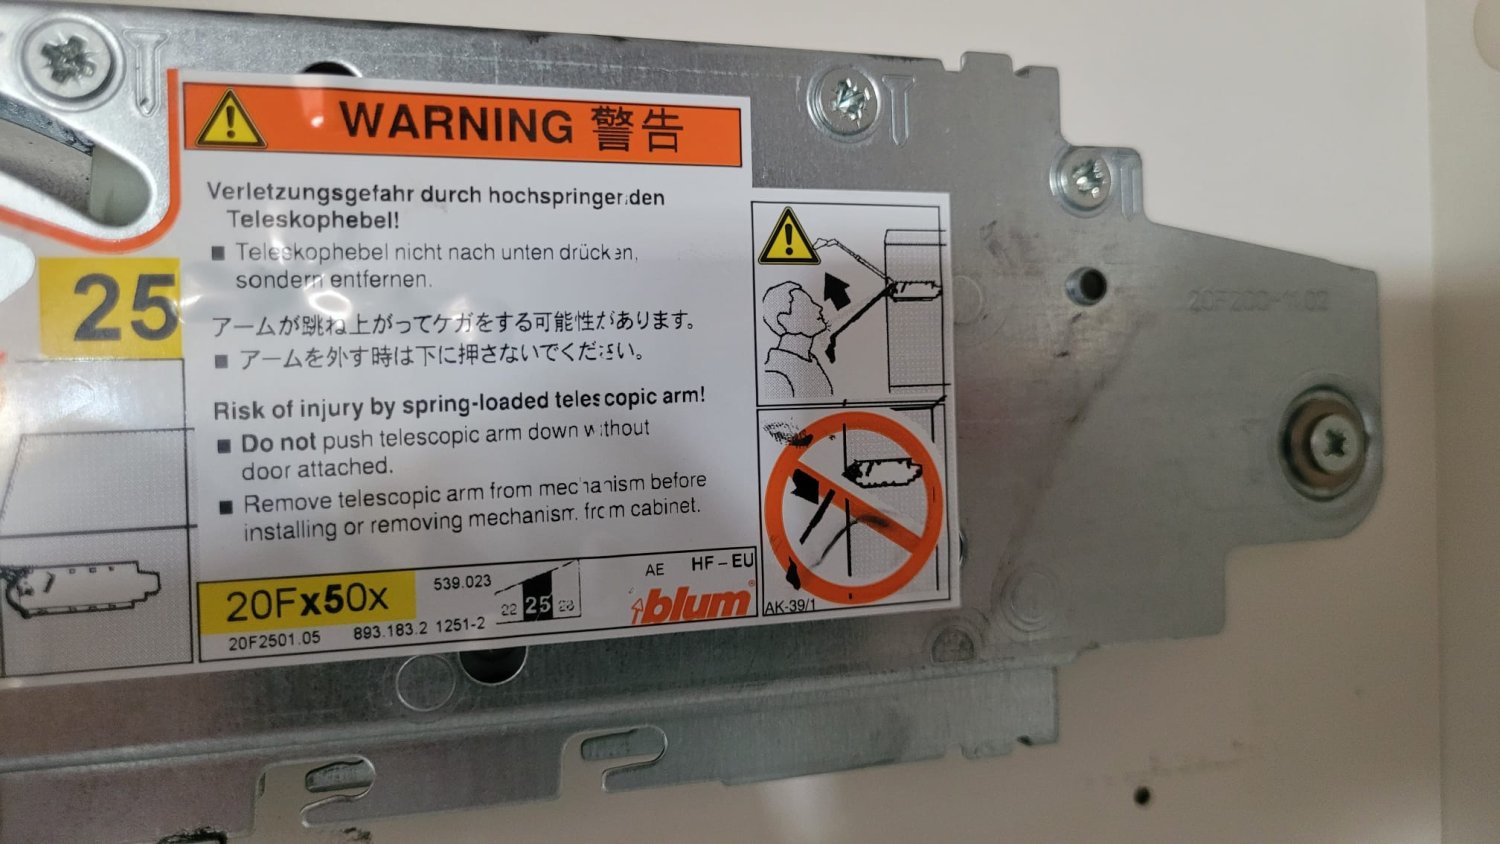 WARNING 警告
Verletzungsgefahr durch hochspringenden
Teleskophebel!
■ Teleskophebel nicht nach unten drücken,
sondern entfernen.
25
アームが跳ね上がってケガをする可能性があります。
■ アームを外す時は下に押さないでください。
Risk of injury by spring-loaded telescopic arm!
■ Do not push telescopic arm down without
door attached.
■ Remove telescopic arm from mechanism before
installing or removing mechanism from cabinet.
20Fx50x
539.023
22 25 28
AE HF-EU
blum®
20F2501.05 893.183.2 1251-2
AK-39/1